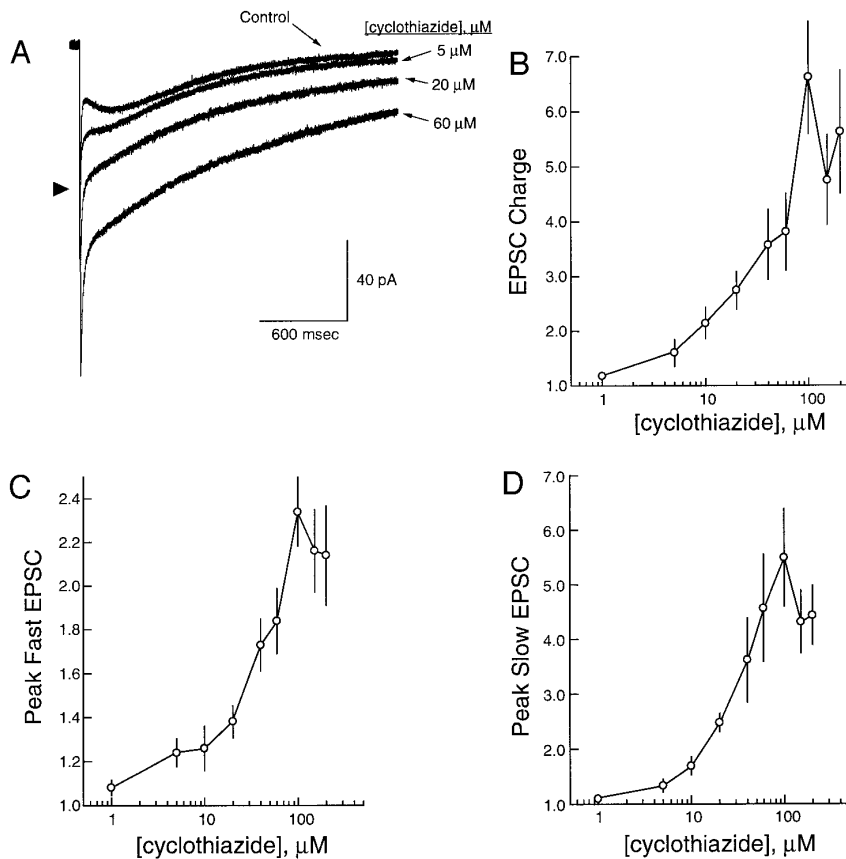 A
Control
[cyclothiazide], μM
5 μM
20 μM
60 μM
40 pA
600 msec
B
EPSC Charge
7.0
6.0
5.0
4.0
3.0
2.0
1.0
1
10
100
[cyclothiazide], μM
C
Peak Fast EPSC
2.4
2.2
1.8
1.6
1.4
1.2
1.0
1
10
100
[cyclothiazide], μM
D
Peak Slow EPSC
7.0
6.0
5.0
4.0
3.0
2.0
1.0
1
10
100
[cyclothiazide], μM